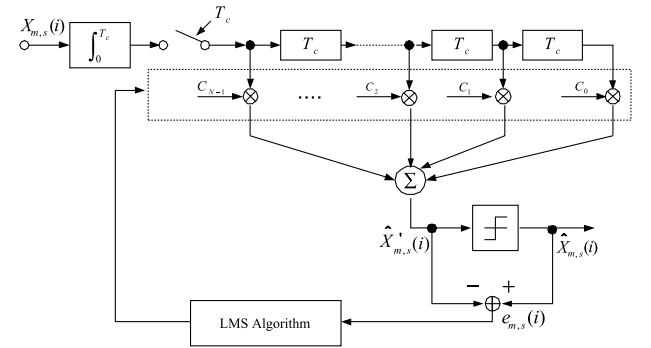 X_{m,s}(i)
T_c
∫_0^{T_c}
T_c ........ T_c T_c
C_{N-1} .... C_2 C_1 C_0
Σ
X̂'_{m,s}(i) X̂_{m,s}(i)
− +
e_{m,s}(i)
LMS Algorithm